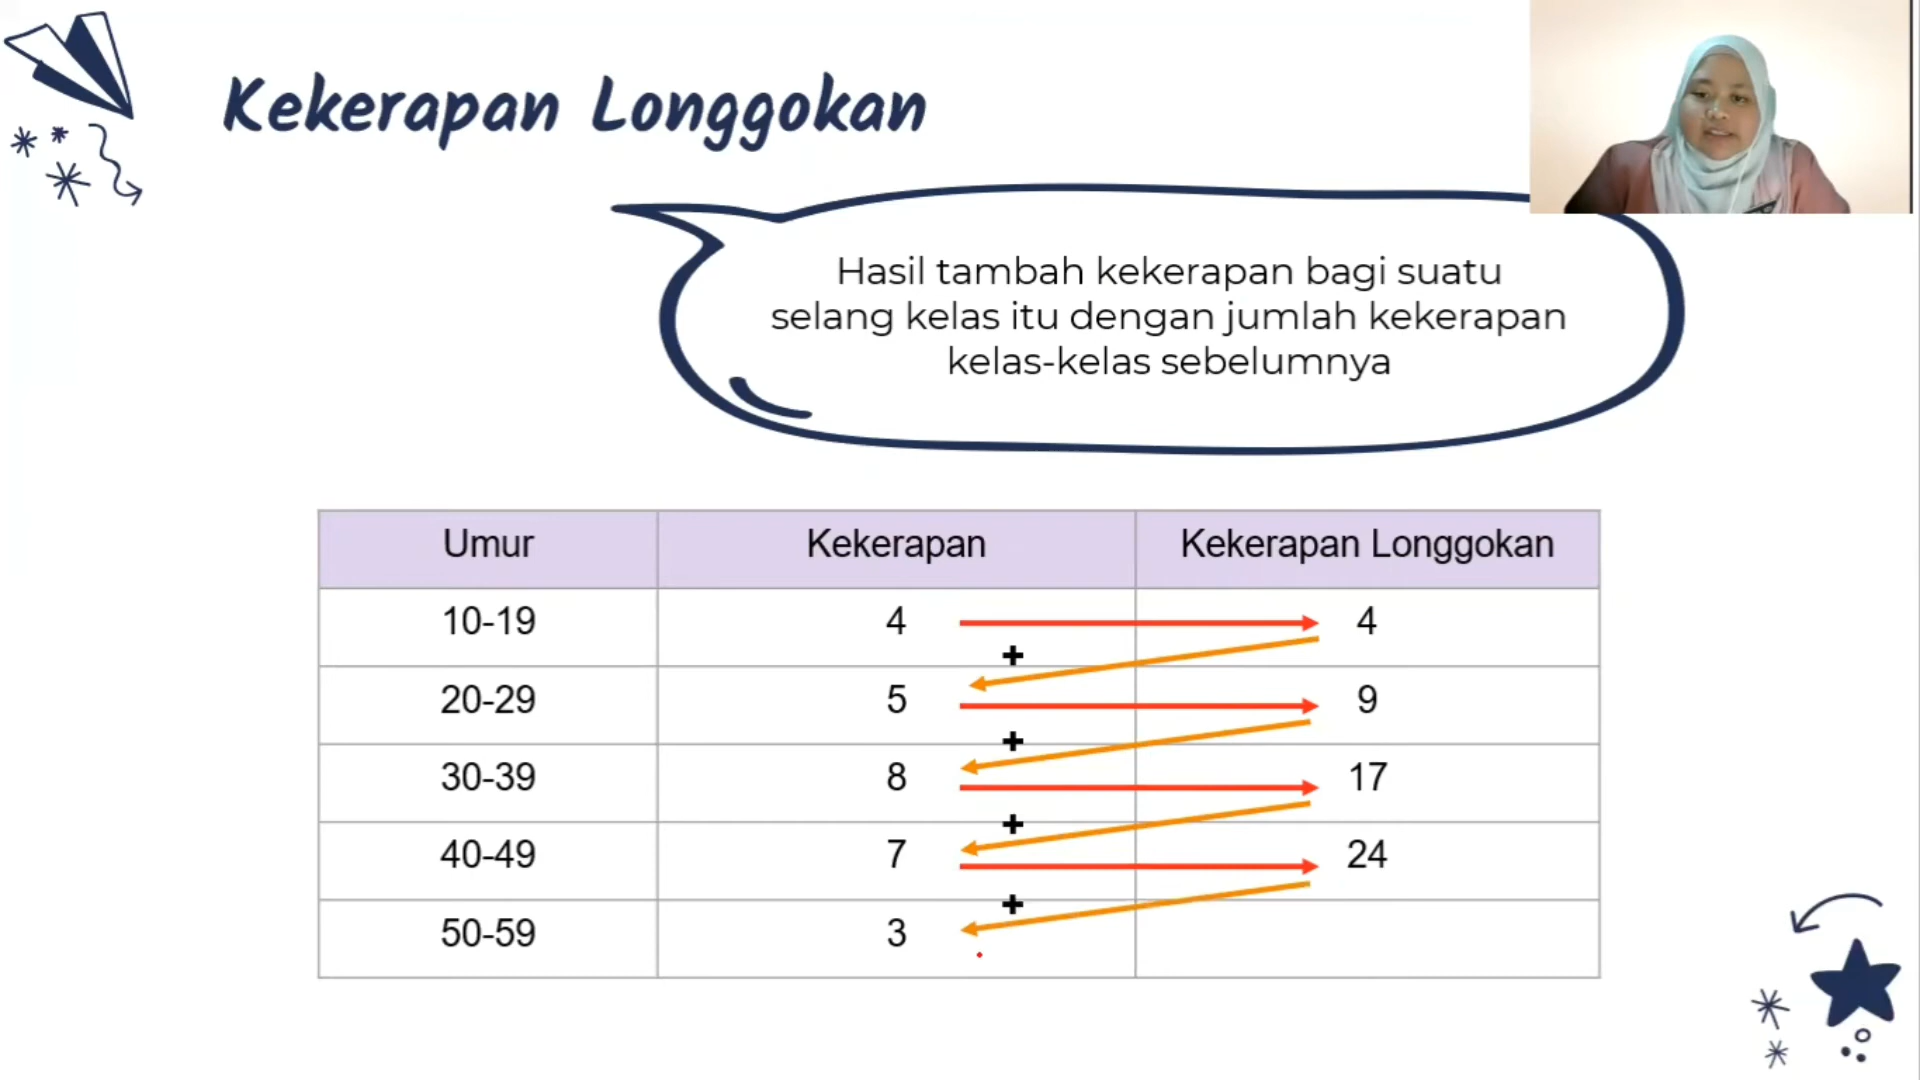 Kekerapan Longgokan
Hasil tambah kekerapan bagi suatu
selang kelas itu dengan jumlah kekerapan
kelas-kelas sebelumnya
Umur Kekerapan Kekerapan Longgokan
10-19 4 4
+
20-29 5 9
+
30-39 8 17
+
40-49 7 24
+
50-59 3